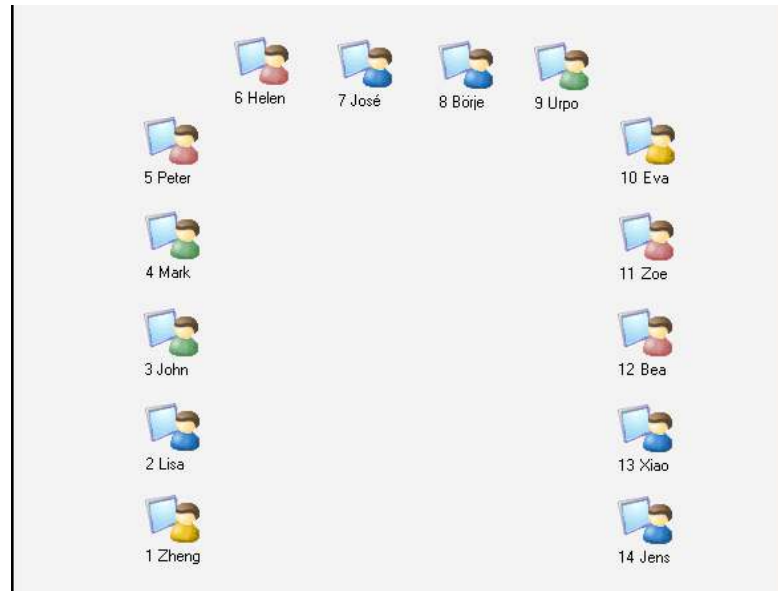 6 Helen
7 José
8 Börje
9 Urpo
5 Peter
10 Eva
4 Mark
11 Zoe
3 John
12 Bea
2 Lisa
13 Xiao
1 Zheng
14 Jens